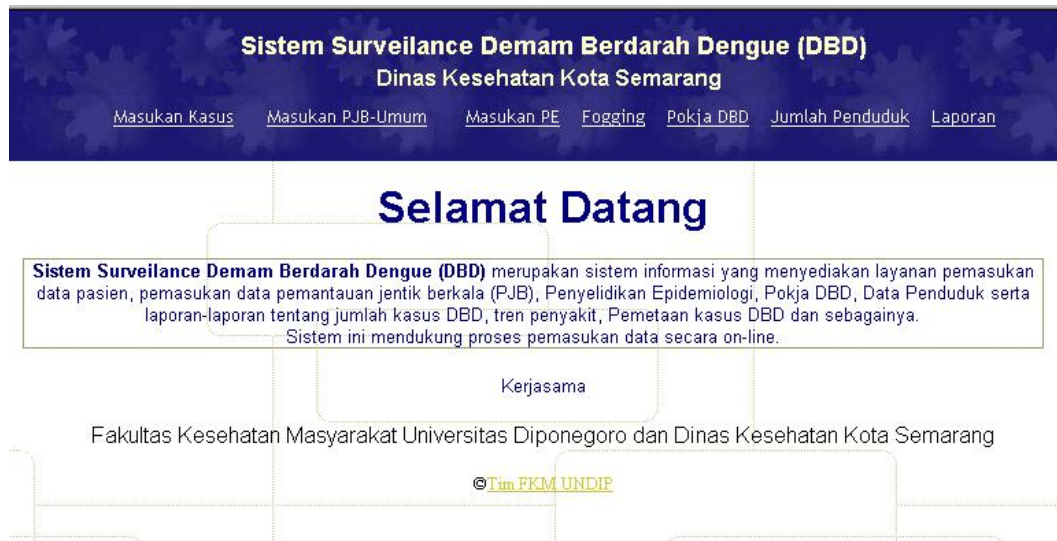 Sistem Surveilance Demam Berdarah Dengue (DBD)
Dinas Kesehatan Kota Semarang
Masukan Kasus Masukan PJB-Umum Masukan PE Fogging Pokja DBD Jumlah Penduduk Laporan
Selamat Datang
Sistem Surveilance Demam Berdarah Dengue (DBD) merupakan sistem informasi yang menyediakan layanan pemasukan
data pasien, pemasukan data pemantauan jentik berkala (PJB), Penyelidikan Epidemiologi, Pokja DBD, Data Penduduk serta
laporan-laporan tentang jumlah kasus DBD, tren penyakit, Pemetaan kasus DBD dan sebagainya.
Sistem ini mendukung proses pemasukan data secara on-line.
Kerjasama
Fakultas Kesehatan Masyarakat Universitas Diponegoro dan Dinas Kesehatan Kota Semarang
©Tim FKM UNDIP